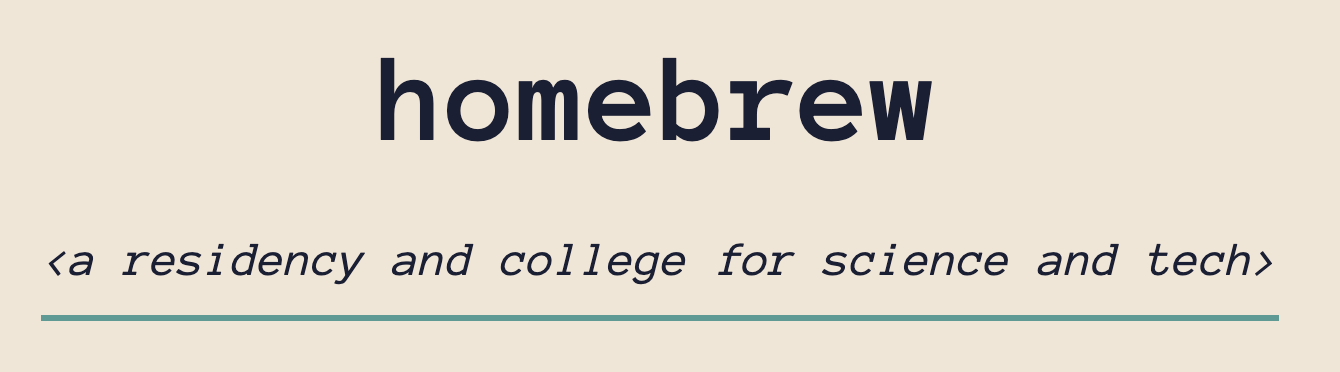 homebrew
<a residency and college for science and tech>